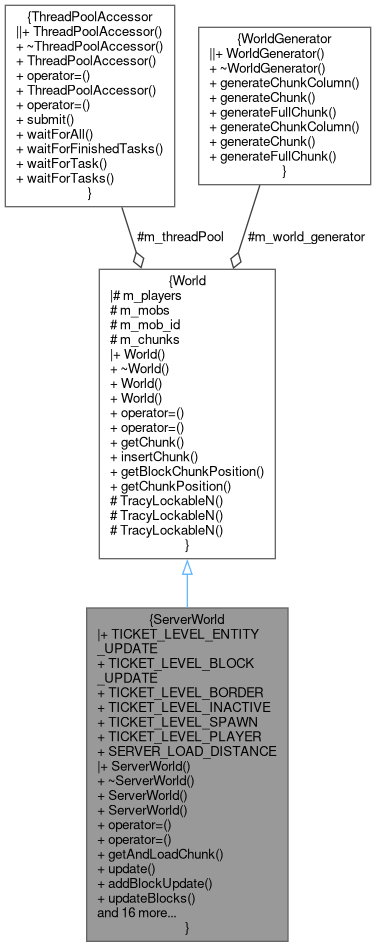 {ThreadPoolAccessor
||+ ThreadPoolAccessor()
+ ~ThreadPoolAccessor()
+ ThreadPoolAccessor()
+ operator=()
+ ThreadPoolAccessor()
+ operator=()
+ submit()
+ waitForAll()
+ waitForFinishedTasks()
+ waitForTask()
+ waitForTasks()
}
{WorldGenerator
||+ WorldGenerator()
+ ~WorldGenerator()
+ generateChunkColumn()
+ generateChunk()
+ generateFullChunk()
+ generateChunkColumn()
+ generateChunk()
+ generateFullChunk()
}
#m_threadPool
#m_world_generator
{World
|# m_players
# m_mobs
# m_mob_id
# m_chunks
|+ World()
+ ~World()
+ World()
+ World()
+ operator=()
+ operator=()
+ getChunk()
+ insertChunk()
+ getBlockChunkPosition()
+ getChunkPosition()
# TracyLockableN()
# TracyLockableN()
# TracyLockableN()
}
{ServerWorld
|+ TICKET_LEVEL_ENTITY
_UPDATE
+ TICKET_LEVEL_BLOCK
_UPDATE
+ TICKET_LEVEL_BORDER
+ TICKET_LEVEL_INACTIVE
+ TICKET_LEVEL_SPAWN
+ TICKET_LEVEL_PLAYER
+ SERVER_LOAD_DISTANCE
|+ ServerWorld()
+ ~ServerWorld()
+ ServerWorld()
+ ServerWorld()
+ operator=()
+ operator=()
+ getAndLoadChunk()
+ update()
+ addBlockUpdate()
+ updateBlocks()
and 16 more...
}